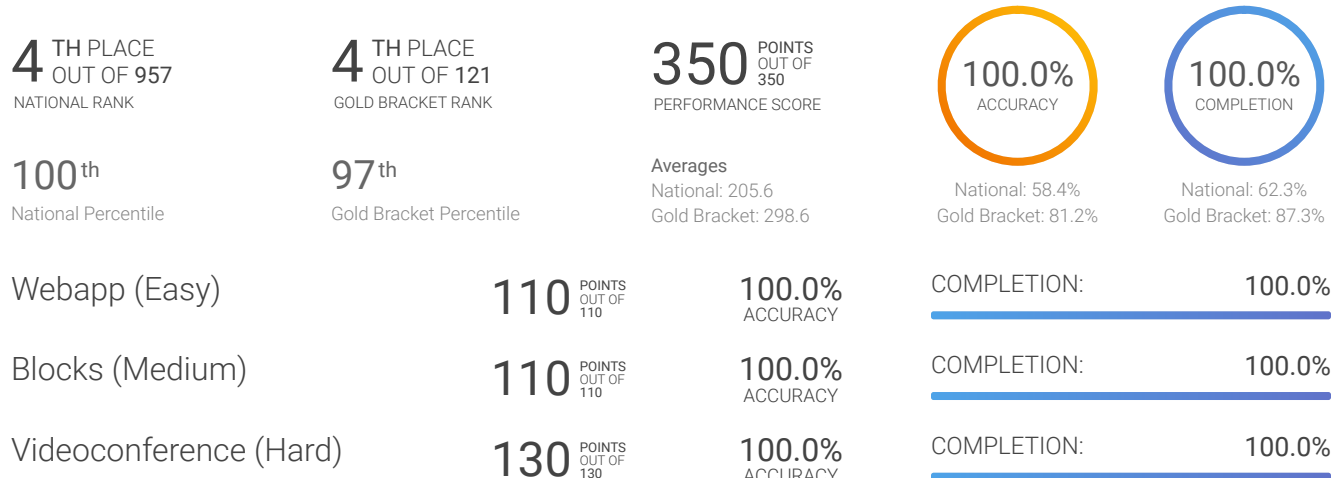 4 TH PLACE
OUT OF 957
NATIONAL RANK
100th
National Percentile
4 TH PLACE
OUT OF 121
GOLD BRACKET RANK
97th
Gold Bracket Percentile
350 POINTS
OUT OF
350
PERFORMANCE SCORE
Averages
National: 205.6
Gold Bracket: 298.6
100.0%
ACCURACY
National: 58.4%
Gold Bracket: 81.2%
100.0%
COMPLETION
National: 62.3%
Gold Bracket: 87.3%
Webapp (Easy)
110 POINTS
OUT OF
110
100.0%
ACCURACY
COMPLETION: 100.0%
Blocks (Medium)
110 POINTS
OUT OF
110
100.0%
ACCURACY
COMPLETION: 100.0%
Videoconference (Hard)
130 POINTS
OUT OF
130
100.0%
ACCURACY
COMPLETION: 100.0%